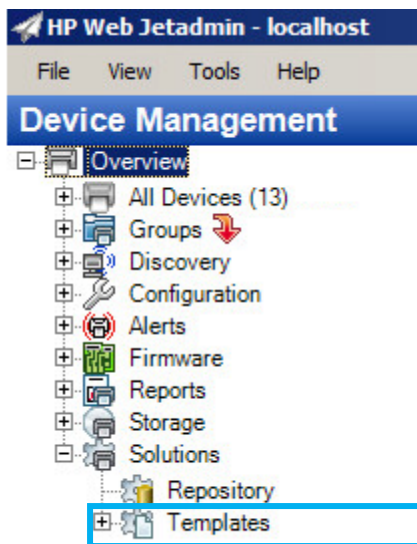 HP Web Jetadmin - localhost
File View Tools Help
Device Management
Overview
All Devices (13)
Groups
Discovery
Configuration
Alerts
Firmware
Reports
Storage
Solutions
Repository
Templates